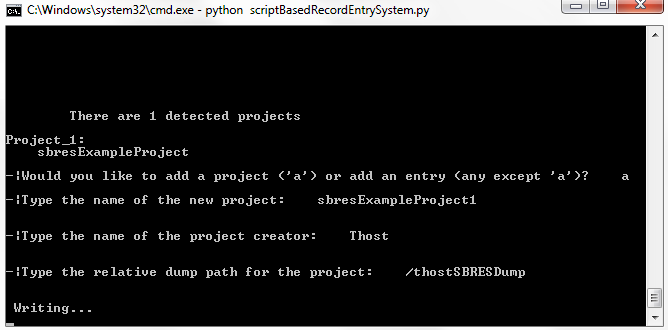 C:\Windows\system32\cmd.exe - python  scriptBasedRecordEntrySystem.py
There are 1 detected projects
Project_1:
sbresExampleProject
-|Would you like to add a project ('a') or add an entry (any except 'a')?    a
-|Type the name of the new project:    sbresExampleProject1
-|Type the name of the project creator:    Thost
-|Type the relative dump path for the project:    /thostSBRESDump
Writing...